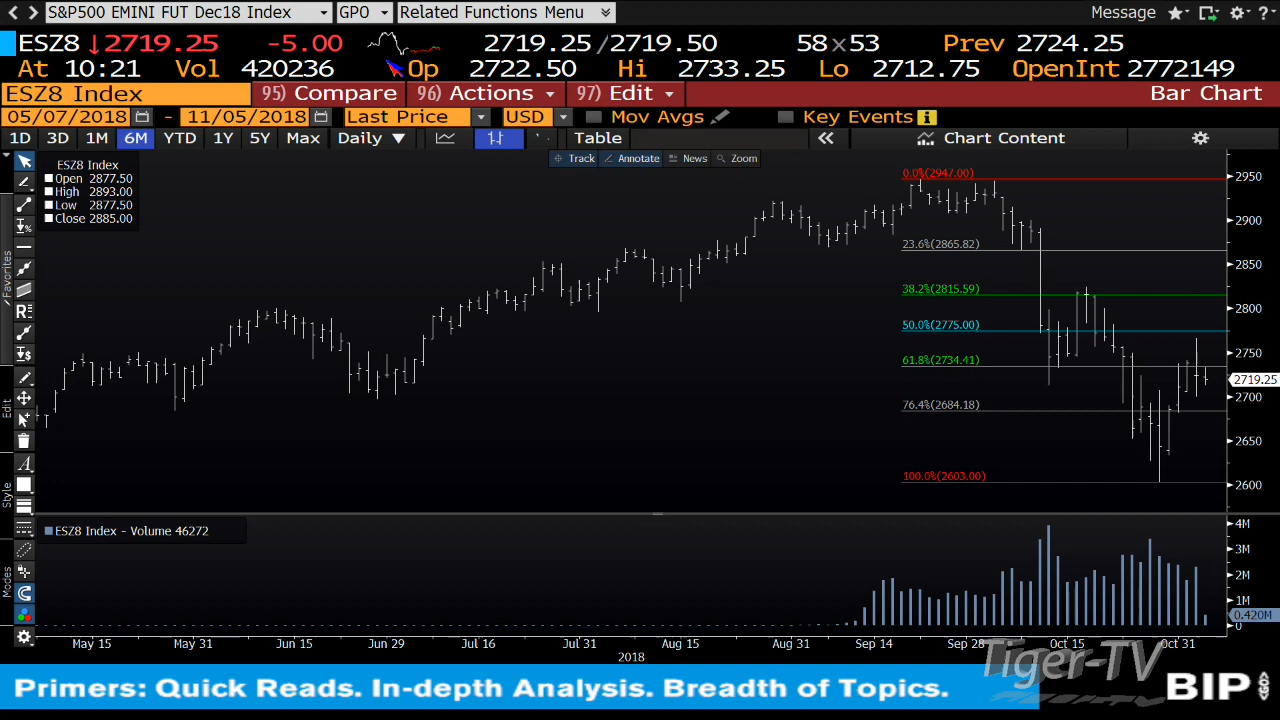 S&P500 EMINI FUT Dec18 Index GPO Related Functions Menu Message ?
ESZ8 ↓2719.25 -5.00 2719.25/2719.50 58x53 Prev 2724.25
At 10:21 Vol 420236 Op 2722.50 Hi 2733.25 Lo 2712.75 OpenInt 2772149
ESZ8 Index 95) Compare 96) Actions 97) Edit Bar Chart
05/07/2018 - 11/05/2018 Last Price USD Mov Avgs Key Events
1D 3D 1M 6M YTD 1Y 5Y Max Daily ▼ Table « Chart Content
Track Annotate News Zoom
ESZ8 Index
Open 2877.50
High 2893.00
Low 2877.50
Close 2885.00
Favorites
Edit
Style
Modes
0.0%(2947.00)
23.6%(2865.82)
38.2%(2815.59)
50.0%(2775.00)
61.8%(2734.41)
76.4%(2684.18)
100.0%(2603.00)
2950
2900
2850
2800
2750
2719.25
2700
2650
2600
ESZ8 Index - Volume 46272
4M
3M
2M
1M
0.420M
0
May 15 May 31 Jun 15 Jun 29 Jul 16 Jul 31 Aug 15 Aug 31 Sep 14 Sep 28 Oct 15 Oct 31
2018
Tiger-TV
Primers: Quick Reads. In-depth Analysis. Breadth of Topics. BIP <GO>